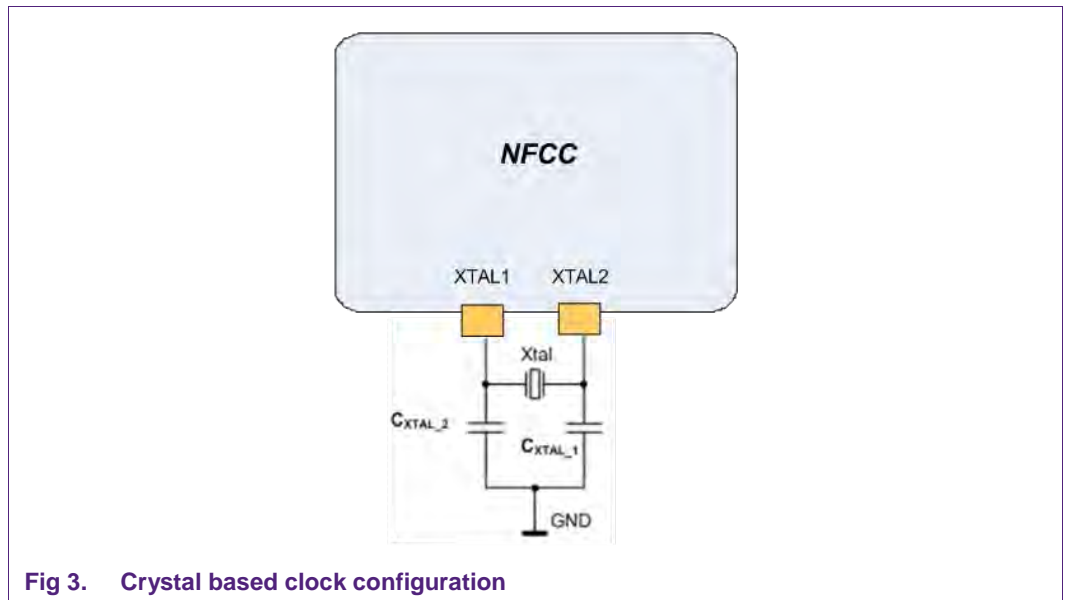 NFCC
XTAL1 XTAL2
Xtal
CXTAL_2
CXTAL_1
GND
Fig 3. Crystal based clock configuration